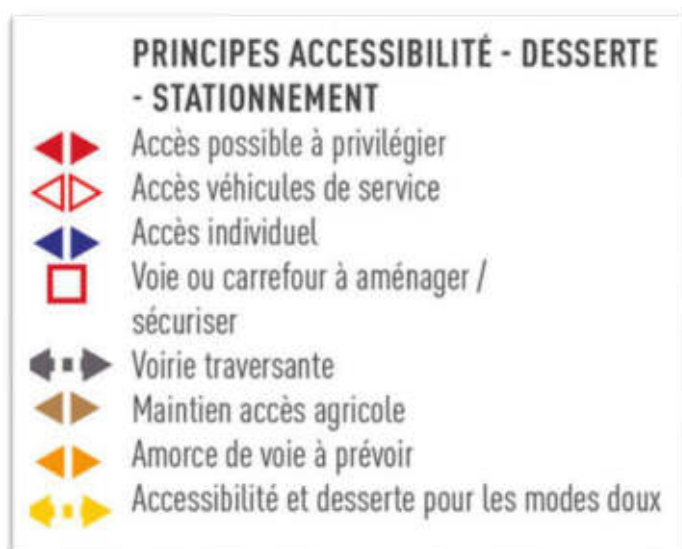 PRINCIPES ACCESSIBILITÉ - DESSERTE
- STATIONNEMENT
Accès possible à privilégier
Accès véhicules de service
Accès individuel
Voie ou carrefour à aménager /
sécuriser
Voirie traversante
Maintien accès agricole
Amorce de voie à prévoir
Accessibilité et desserte pour les modes doux